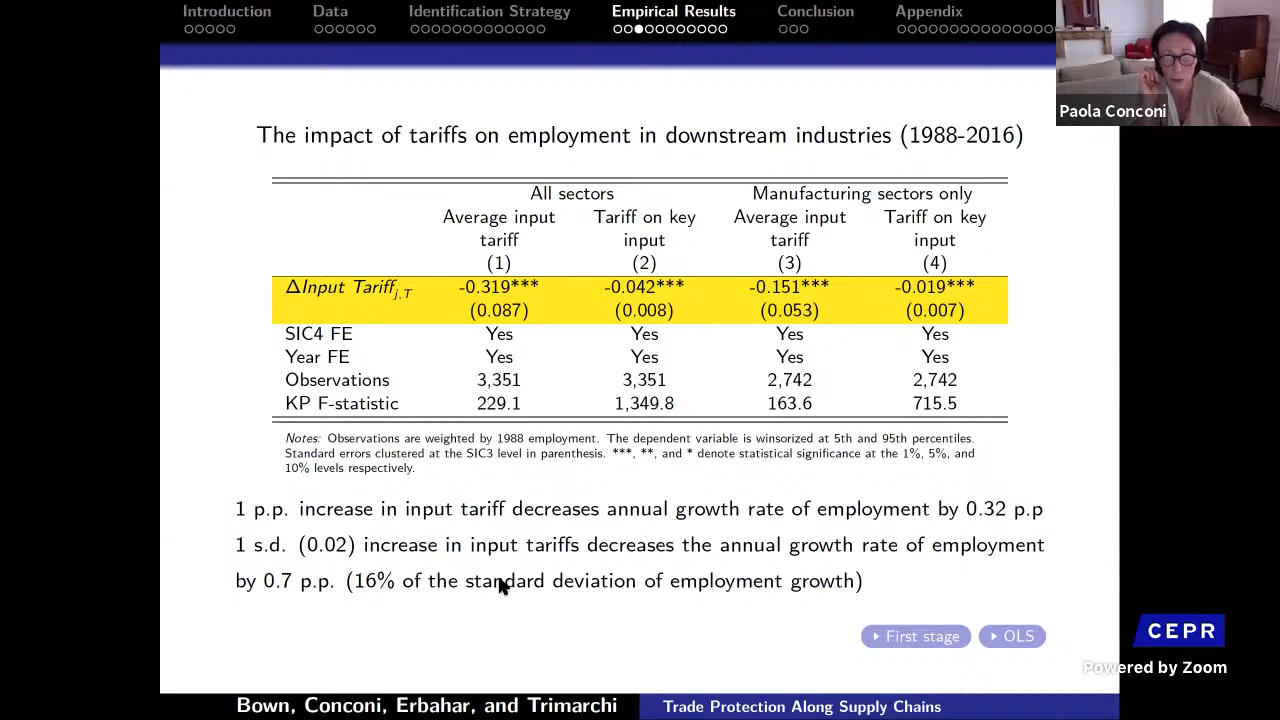 Introduction Data Identification Strategy Empirical Results Conclusion Appendix
Paola Conconi
The impact of tariffs on employment in downstream industries (1988-2016)
All sectors Manufacturing sectors only
Average input Tariff on key Average input Tariff on key
tariff input tariff input
(1) (2) (3) (4)
ΔInput Tariff j,T -0.319*** -0.042*** -0.151*** -0.019***
(0.087) (0.008) (0.053) (0.007)
SIC4 FE Yes Yes Yes Yes
Year FE Yes Yes Yes Yes
Observations 3,351 3,351 2,742 2,742
KP F-statistic 229.1 1,349.8 163.6 715.5
Notes: Observations are weighted by 1988 employment. The dependent variable is winsorized at 5th and 95th percentiles.
Standard errors clustered at the SIC3 level in parenthesis. ***, **, and * denote statistical significance at the 1%, 5%, and
10% levels respectively.
1 p.p. increase in input tariff decreases annual growth rate of employment by 0.32 p.p
1 s.d. (0.02) increase in input tariffs decreases the annual growth rate of employment
by 0.7 p.p. (16% of the standard deviation of employment growth)
First stage OLS
CEPR
Powered by Zoom
Bown, Conconi, Erbahar, and Trimarchi Trade Protection Along Supply Chains